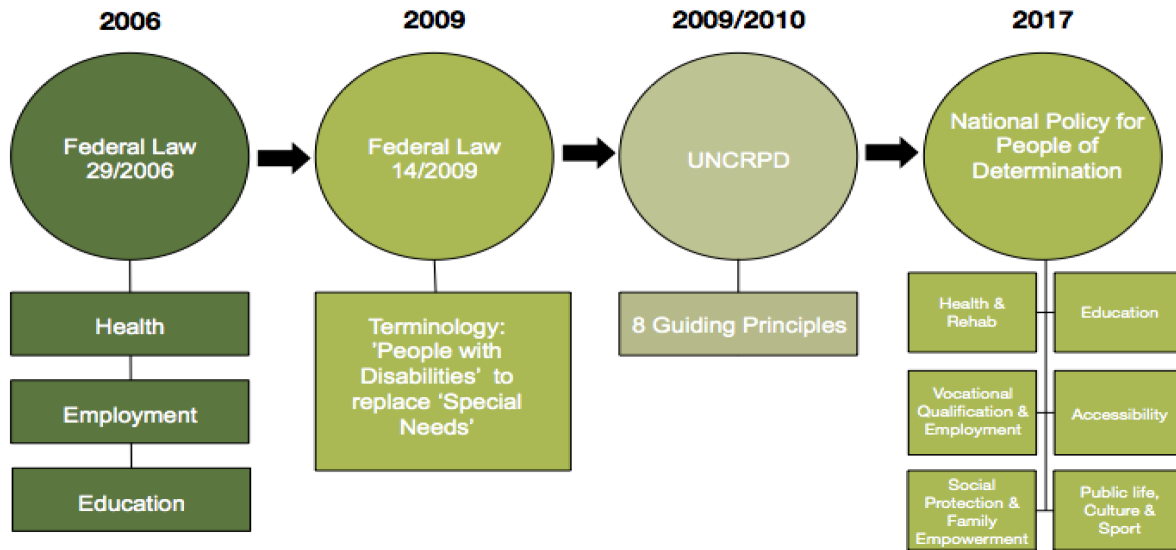 2006
2009
2009/2010
2017
Federal Law
29/2006
Federal Law
14/2009
UNCRPD
National Policy for
People of
Determination
Health
Employment
Education
Terminology:
'People with
Disabilities' to
replace 'Special
Needs'
8 Guiding Principles
Health &
Rehab
Education
Vocational
Qualification &
Employment
Accessibility
Social
Protection &
Family
Empowerment
Public life,
Culture &
Sport